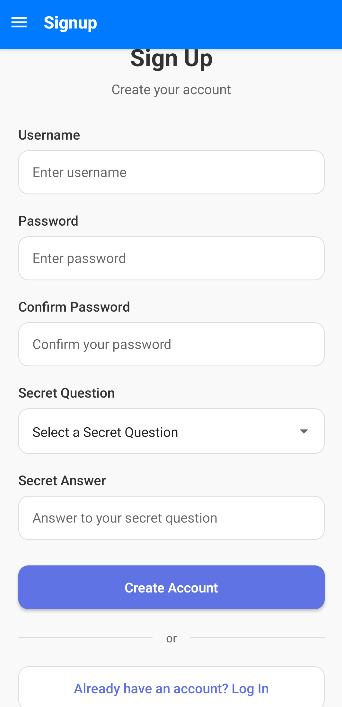 Signup
Sign Up
Create your account
Username
Enter username
Password
Enter password
Confirm Password
Confirm your password
Secret Question
Select a Secret Question
Secret Answer
Answer to your secret question
Create Account
or
Already have an account? Log In